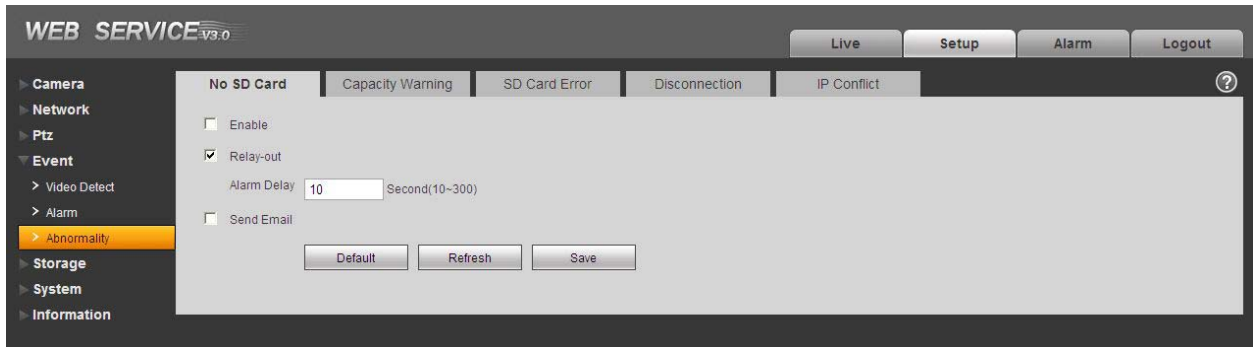 WEB SERVICE V3.0
Live Setup Alarm Logout
Camera
Network
Ptz
Event
Video Detect
Alarm
Abnormality
Storage
System
Information
No SD Card Capacity Warning SD Card Error Disconnection IP Conflict
?
Enable
Relay-out
Alarm Delay 10 Second(10~300)
Send Email
Default Refresh Save